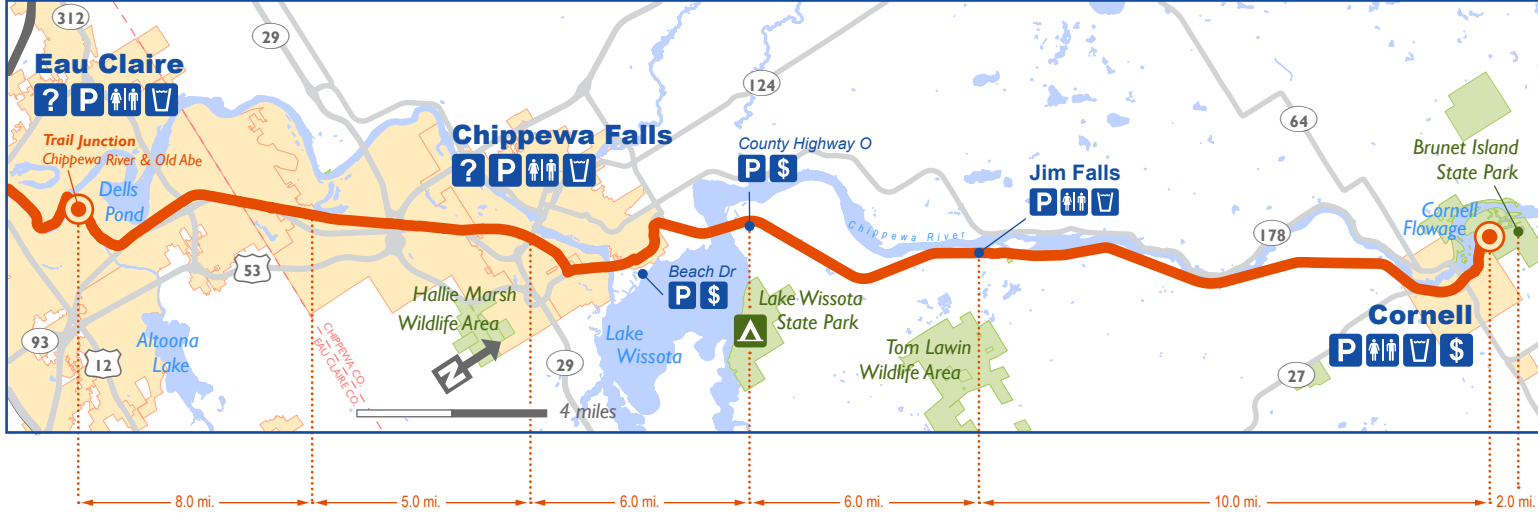 312
29
Eau Claire
? P
Trail Junction
Chippewa River & Old Abe
Dells
Pond
53
93
12
Altoona
Lake
CHIPPEWA CO.
EAU CLAIRE CO.
Hallie Marsh
Wildlife Area
N
4 miles
Chippewa Falls
? P
29
124
County Highway O
P $
Beach Dr
P $
Lake
Wissota
Lake Wissota
State Park
Chippewa River
Jim Falls
P
Tom Lawin
Wildlife Area
64
178
27
Brunet Island
State Park
Cornell
Flowage
Cornell
P $
8.0 mi.
5.0 mi.
6.0 mi.
6.0 mi.
10.0 mi.
2.0 mi.